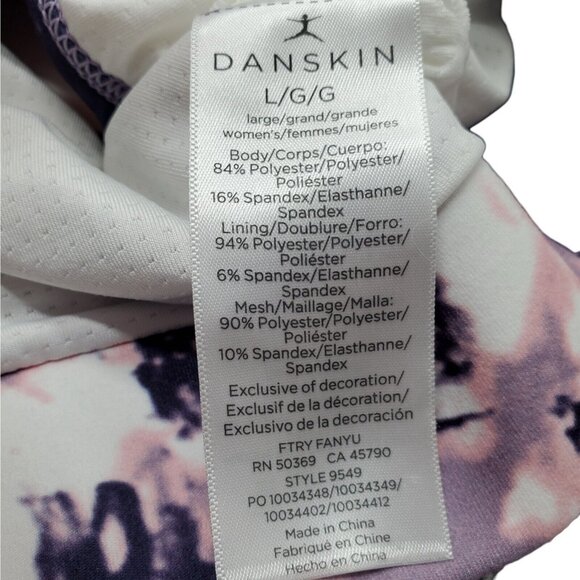 DANSKIN
L/G/G
large/grand/grande
women's/femmes/mujeres
Body/Corps/Cuerpo:
84% Polyester/Polyester/
Poliéster
16% Spandex/Elasthanne/
Spandex
Lining/Doublure/Forro:
94% Polyester/Polyester/
Poliéster
6% Spandex/Elasthanne/
Spandex
Mesh/Maillage/Malla:
90% Polyester/Polyester/
Poliéster
10% Spandex/Elasthanne/
Spandex
Exclusive of decoration/
Exclusif de la décoration/
Exclusivo de la decoración
FTRY FANYU
RN 50369 CA 45790
STYLE 9549
PO 10034348/10034349/
10034402/10034412
Made in China
Fabriqué en Chine
Hecho en China